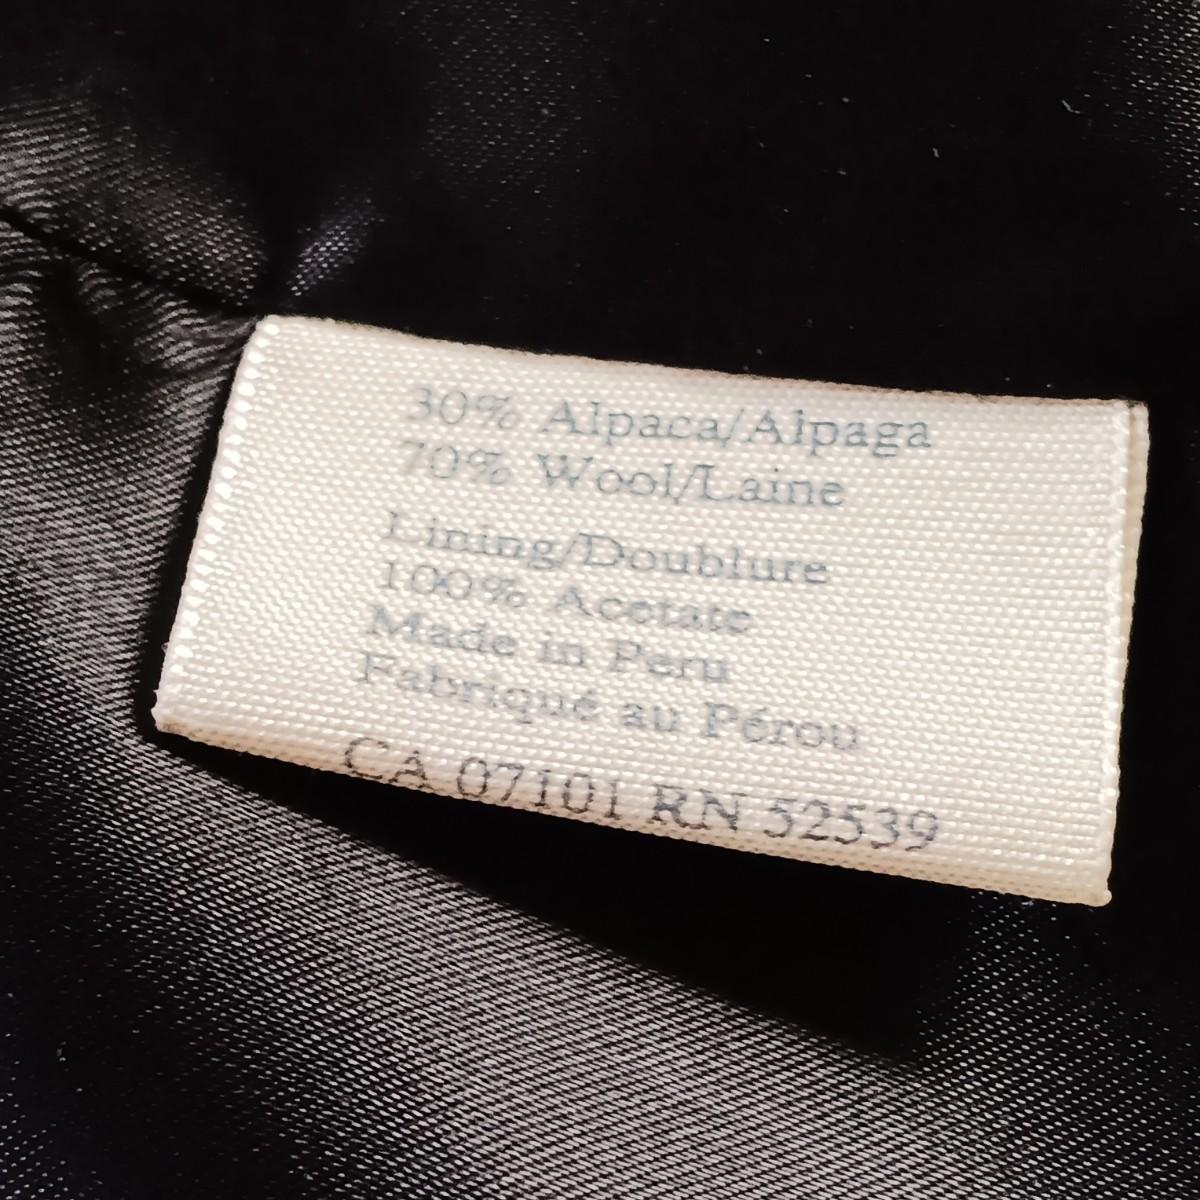 30% Alpaca/Alpaga
70% Wool/Laine
Lining/Doublure
100% Acetate
Made in Peru
Fabriqué au Pérou
CA 07101 RN 52539